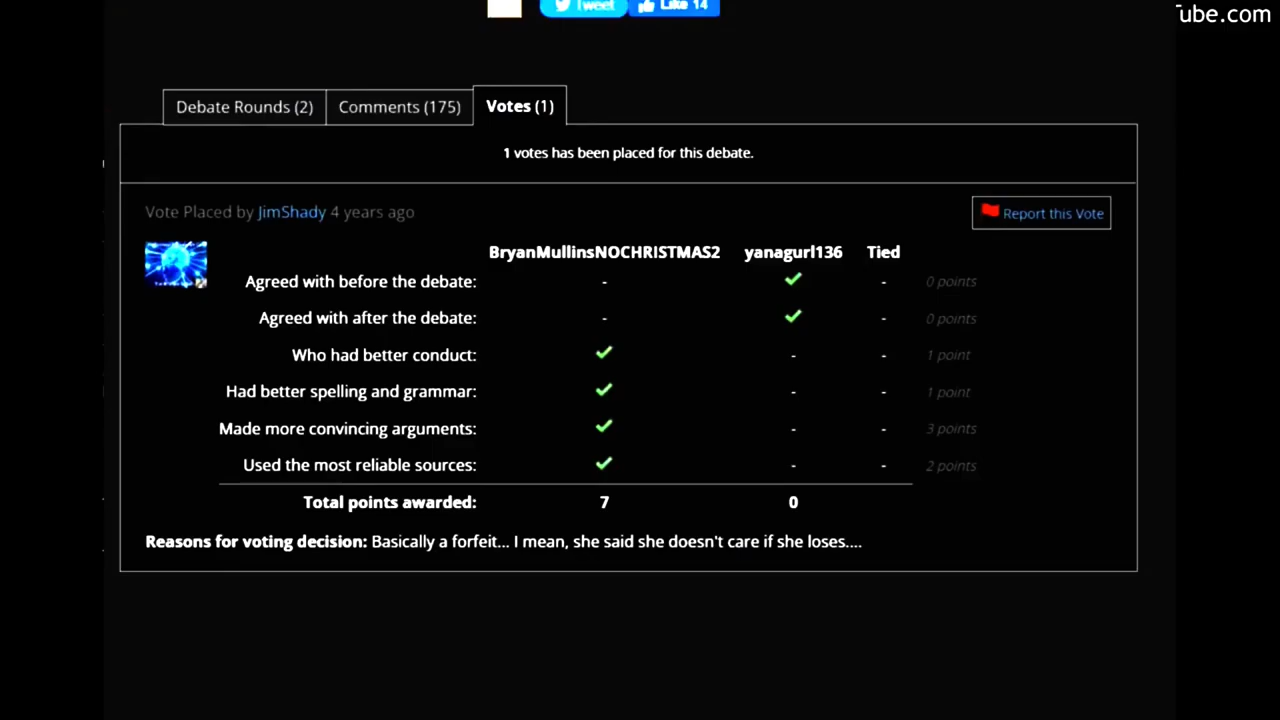 Tube.com
Tweet
Like 14
Debate Rounds (2) Comments (175) Votes (1)
1 votes has been placed for this debate.
Vote Placed by JimShady 4 years ago
Report this Vote
BryanMullinsNOCHRISTMAS2 yanagurl136 Tied
Agreed with before the debate: - - 0 points
Agreed with after the debate: - - 0 points
Who had better conduct: - - 1 point
Had better spelling and grammar: - - 1 point
Made more convincing arguments: - - 3 points
Used the most reliable sources: - - 2 points
Total points awarded: 7 0
Reasons for voting decision: Basically a forfeit... I mean, she said she doesn't care if she loses....